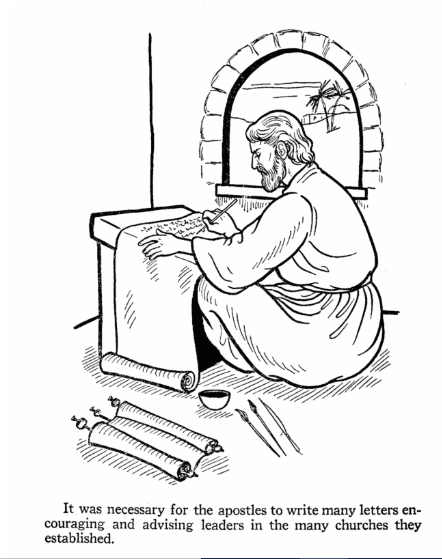 It was necessary for the apostles to write many letters en-
couraging and advising leaders in the many churches they
established.